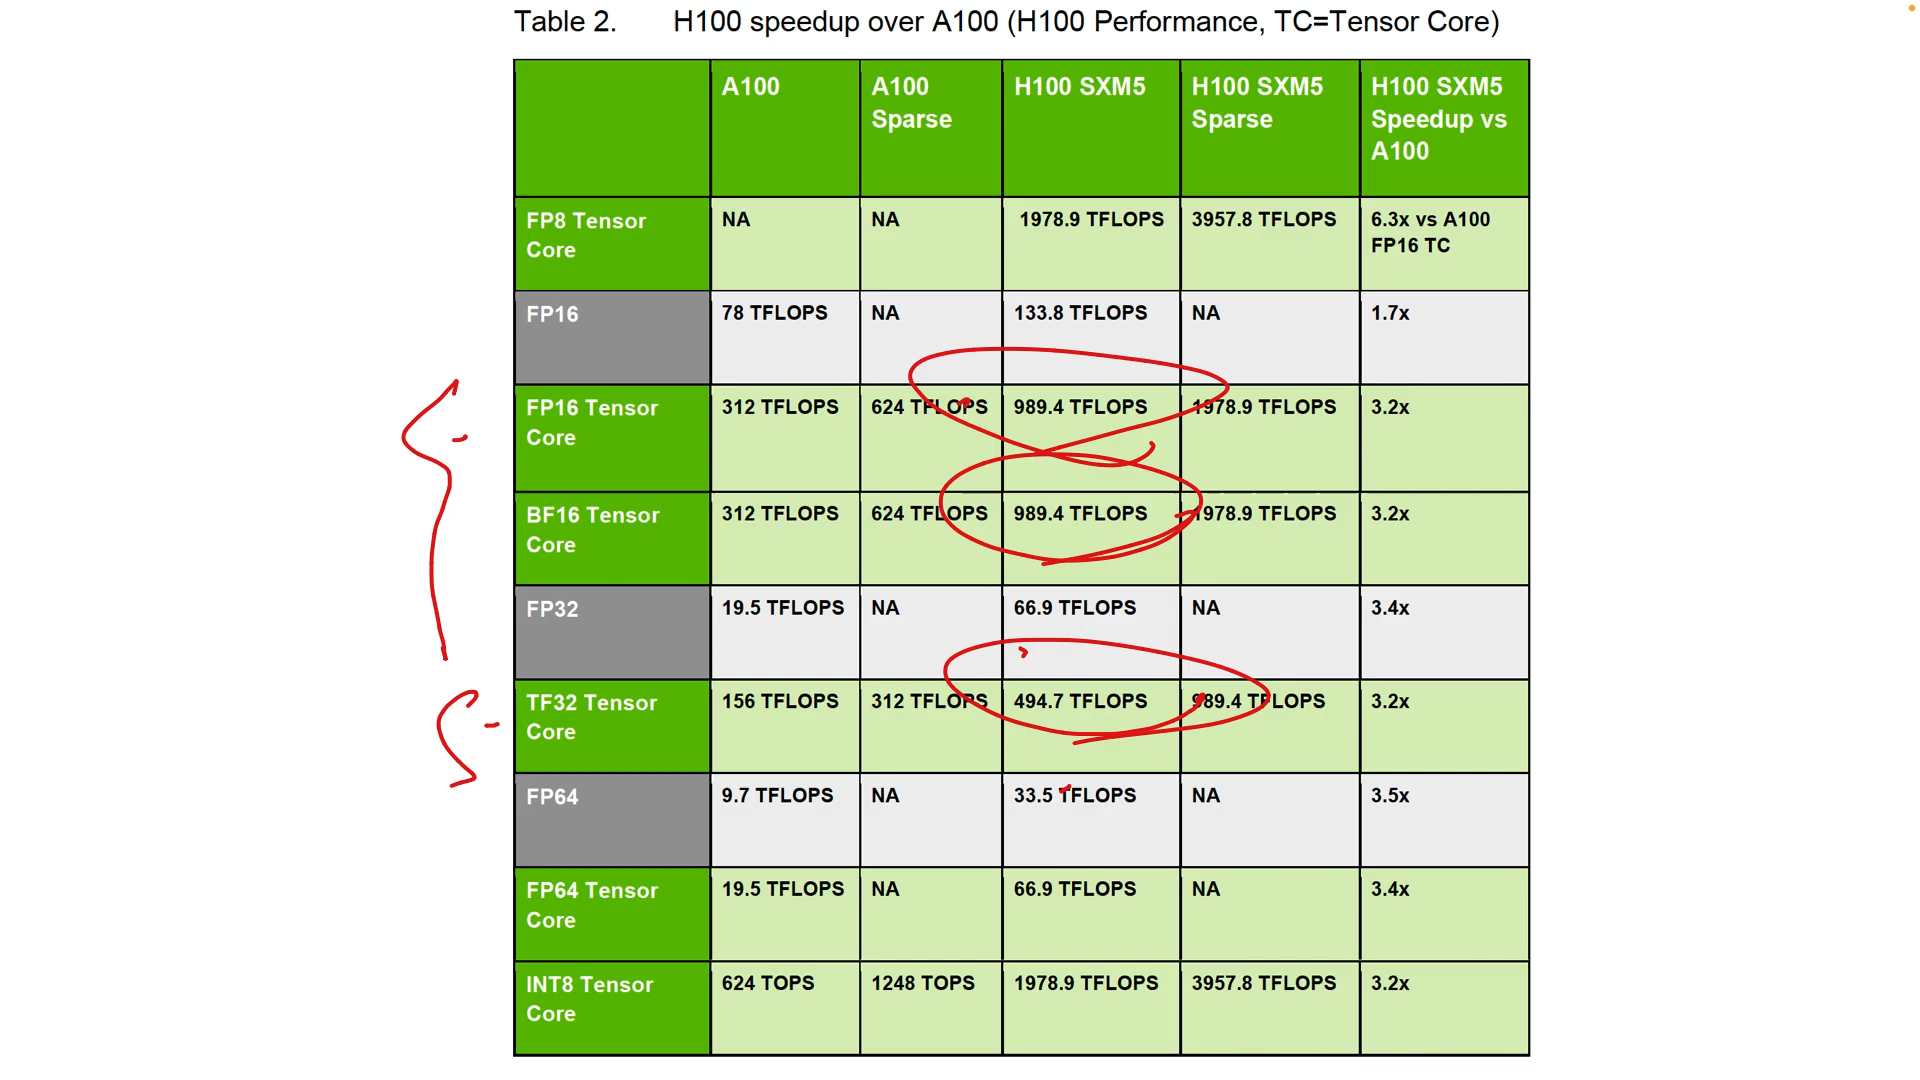 Table 2. H100 speedup over A100 (H100 Performance, TC=Tensor Core)
A100
A100
Sparse
H100 SXM5
H100 SXM5
Sparse
H100 SXM5
Speedup vs
A100
FP8 Tensor
Core
NA
NA
1978.9 TFLOPS
3957.8 TFLOPS
6.3x vs A100
FP16 TC
FP16
78 TFLOPS
NA
133.8 TFLOPS
NA
1.7x
FP16 Tensor
Core
312 TFLOPS
624 TFLOPS
989.4 TFLOPS
1978.9 TFLOPS
3.2x
BF16 Tensor
Core
312 TFLOPS
624 TFLOPS
989.4 TFLOPS
1978.9 TFLOPS
3.2x
FP32
19.5 TFLOPS
NA
66.9 TFLOPS
NA
3.4x
TF32 Tensor
Core
156 TFLOPS
312 TFLOPS
494.7 TFLOPS
989.4 TFLOPS
3.2x
FP64
9.7 TFLOPS
NA
33.5 TFLOPS
NA
3.5x
FP64 Tensor
Core
19.5 TFLOPS
NA
66.9 TFLOPS
NA
3.4x
INT8 Tensor
Core
624 TOPS
1248 TOPS
1978.9 TFLOPS
3957.8 TFLOPS
3.2x